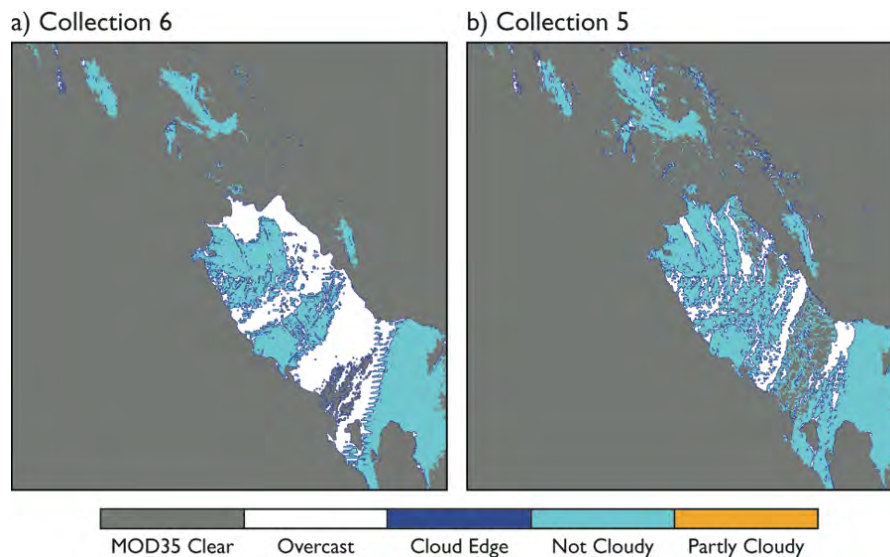 a) Collection 6
b) Collection 5
MOD35 Clear
Overcast
Cloud Edge
Not Cloudy
Partly Cloudy